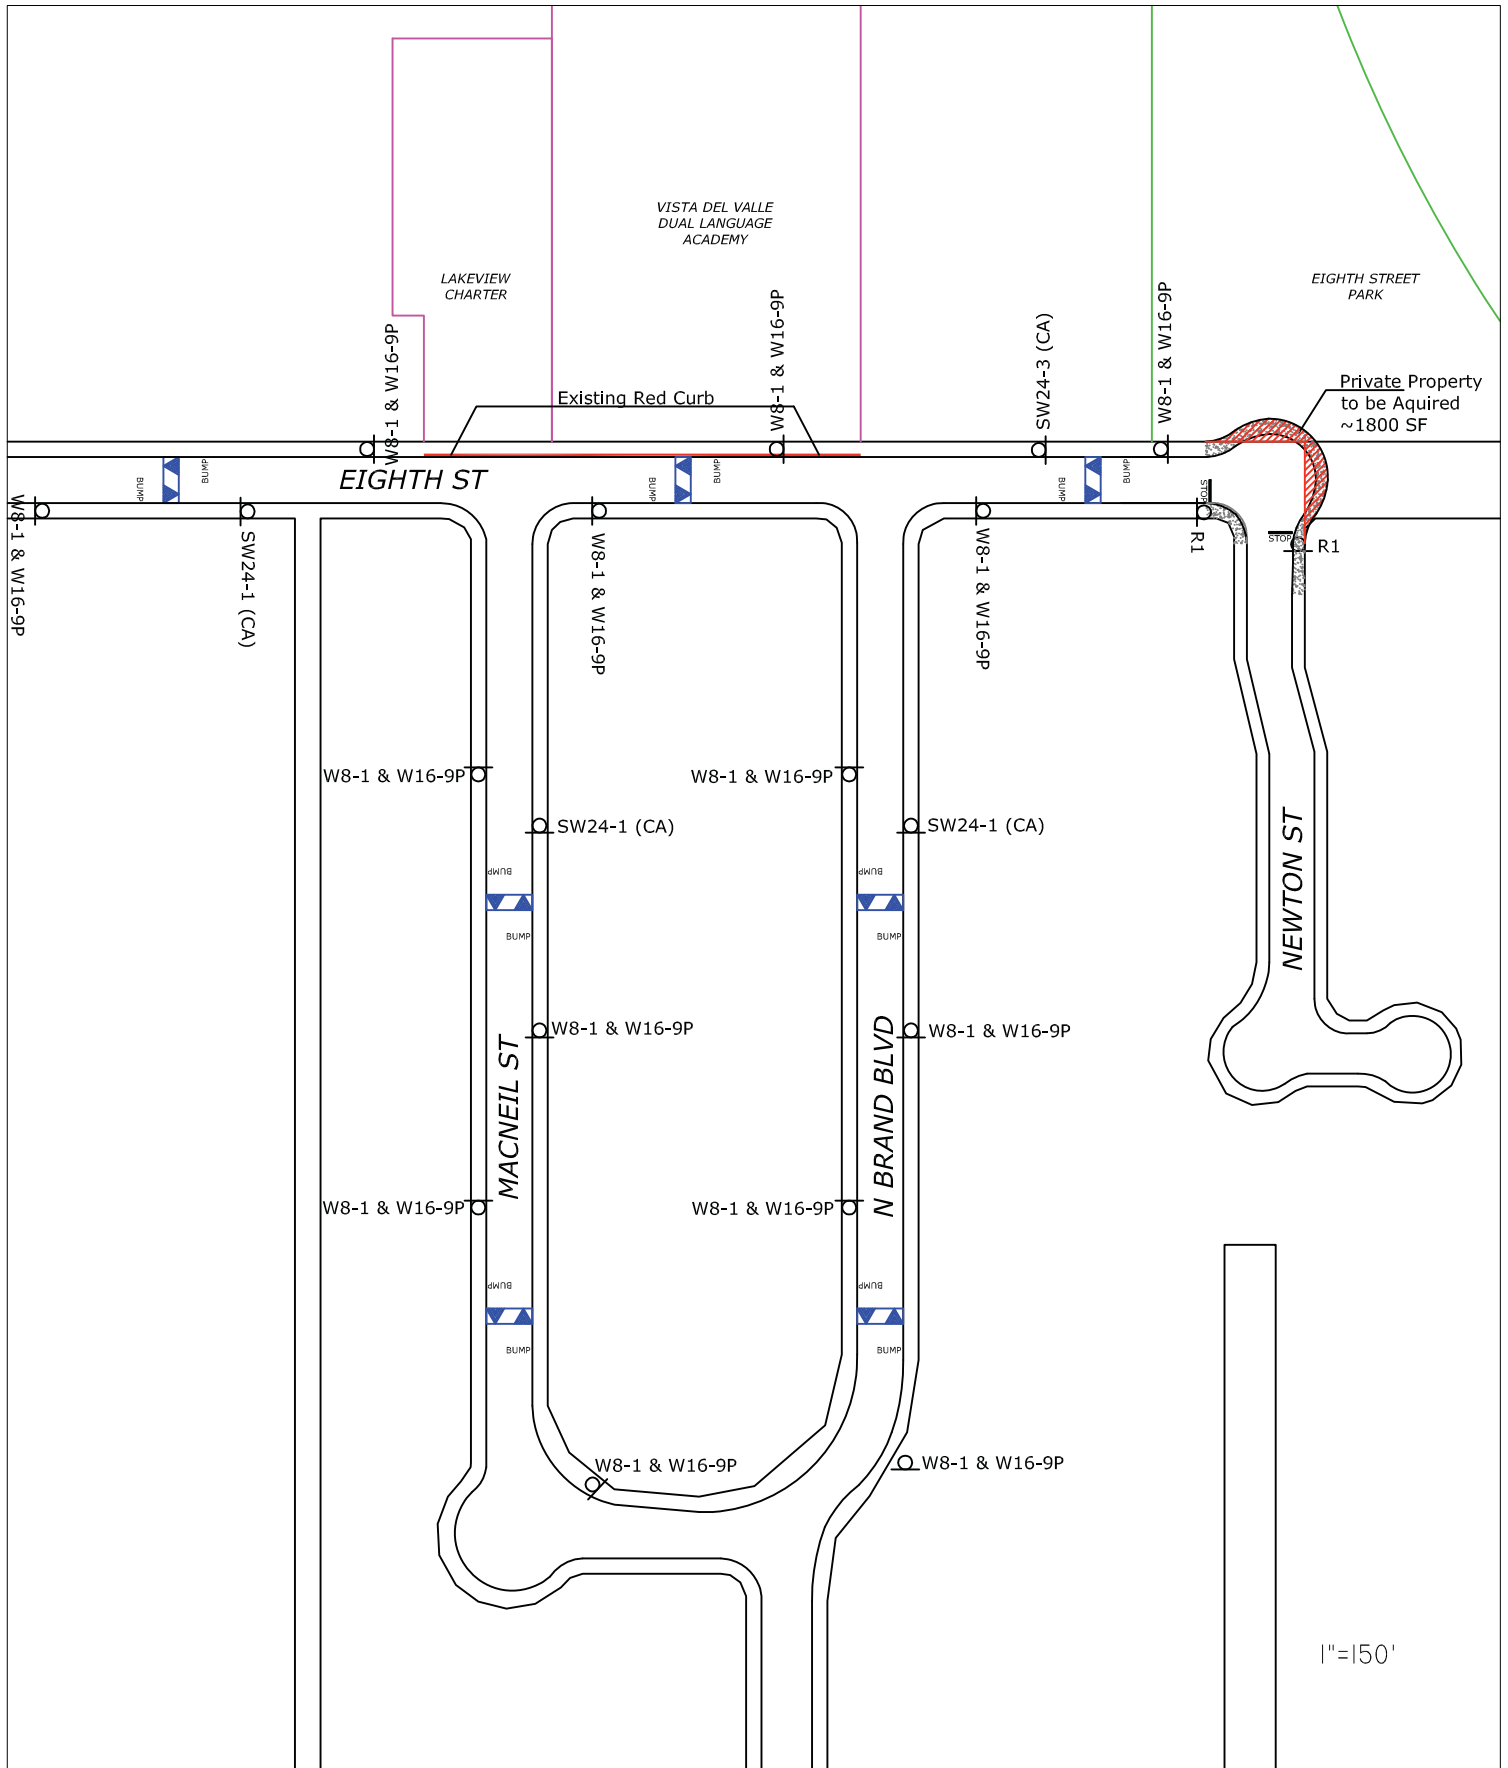 VISTA DEL VALLE
DUAL LANGUAGE
ACADEMY
LAKEVIEW
CHARTER
EIGHTH STREET
PARK
W8-1 & W16-9P
W8-1 & W16-9P
SW24-3 (CA)
W8-1 & W16-9P
Existing Red Curb
Private Property
to be Aquired
~1800 SF
EIGHTH ST
BUMP
BUMP
BUMP
BUMP
BUMP
BUMP
STOP
STOP
W8-1 & W16-9P
SW24-1 (CA)
W8-1 & W16-9P
W8-1 & W16-9P
R1
R1
W8-1 & W16-9P
W8-1 & W16-9P
SW24-1 (CA)
SW24-1 (CA)
BUMP
BUMP
BUMP
BUMP
NEWTON ST
W8-1 & W16-9P
W8-1 & W16-9P
MACNEIL ST
N BRAND BLVD
W8-1 & W16-9P
W8-1 & W16-9P
BUMP
BUMP
BUMP
BUMP
W8-1 & W16-9P
W8-1 & W16-9P
1"=150'